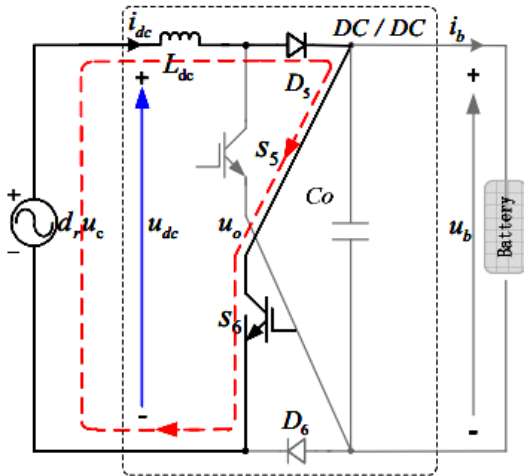 i_dc
DC / DC
i_b
+
L_dc
D_5
+
+
S_5
d_r u_c
u_dc
u_o
Co
u_b
Battery
−
S_6
-
D_6
-